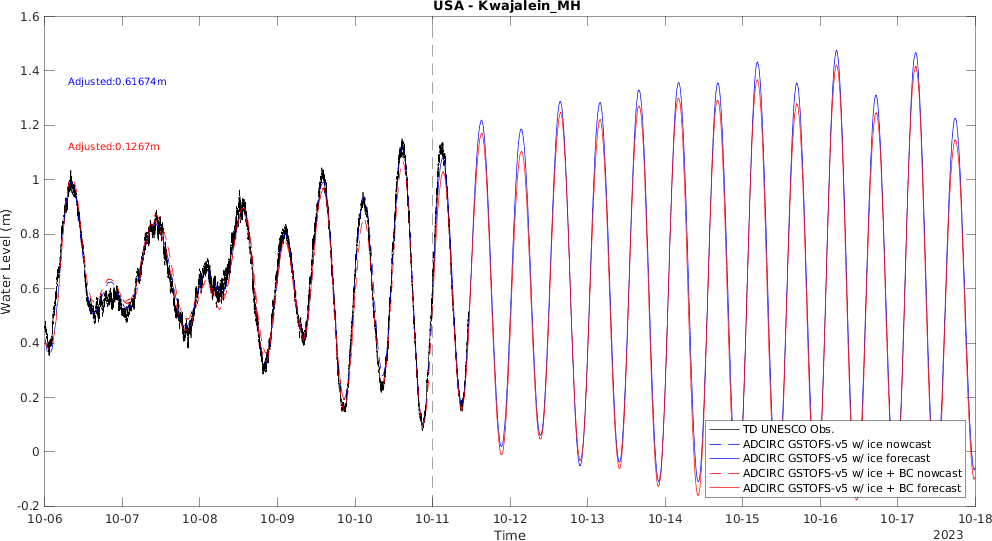 USA - Kwajalein_MH
1.6
1.4
1.2
1
0.8
0.6
0.4
0.2
0
-0.2
Water Level (m)
Adjusted:0.61674m
Adjusted:0.1267m
TD UNESCO Obs.
ADCIRC GSTOFS-v5 w/ ice nowcast
ADCIRC GSTOFS-v5 w/ ice forecast
ADCIRC GSTOFS-v5 w/ ice + BC nowcast
ADCIRC GSTOFS-v5 w/ ice + BC forecast
10-06 10-07 10-08 10-09 10-10 10-11 10-12 10-13 10-14 10-15 10-16 10-17 10-18
Time
2023